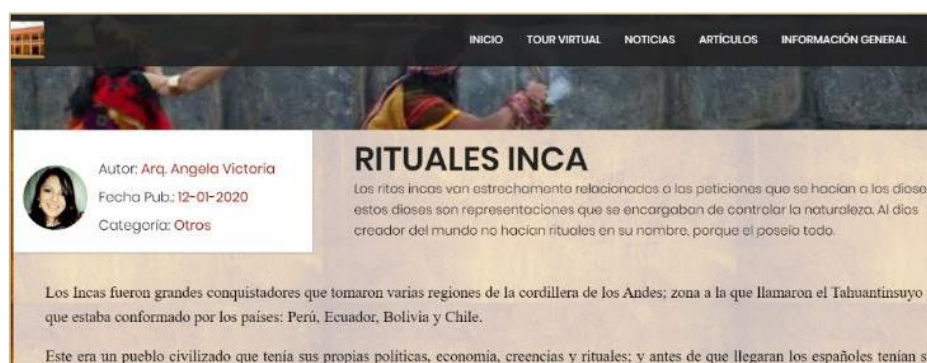 INICIO TOUR VIRTUAL NOTICIAS ARTÍCULOS INFORMACIÓN GENERAL
Autor: Arq. Angela Victoria
Fecha Pub.: 12-01-2020
Categoría: Otros
RITUALES INCA
Los ritos incas van estrechamente relacionados a las peticiones que se hacían a los diose
estos dioses son representaciones que se encargaban de controlar la naturaleza. Al dios
creador del mundo no hacían rituales en su nombre, porque el poseía todo.
Los Incas fueron grandes conquistadores que tomaron varias regiones de la cordillera de los Andes; zona a la que llamaron el Tahuantinsuyo
que estaba conformado por los países: Perú, Ecuador, Bolivia y Chile.
Este era un pueblo civilizado que tenía sus propias políticas, economía, creencias y rituales; y antes de que llegaran los españoles tenían s